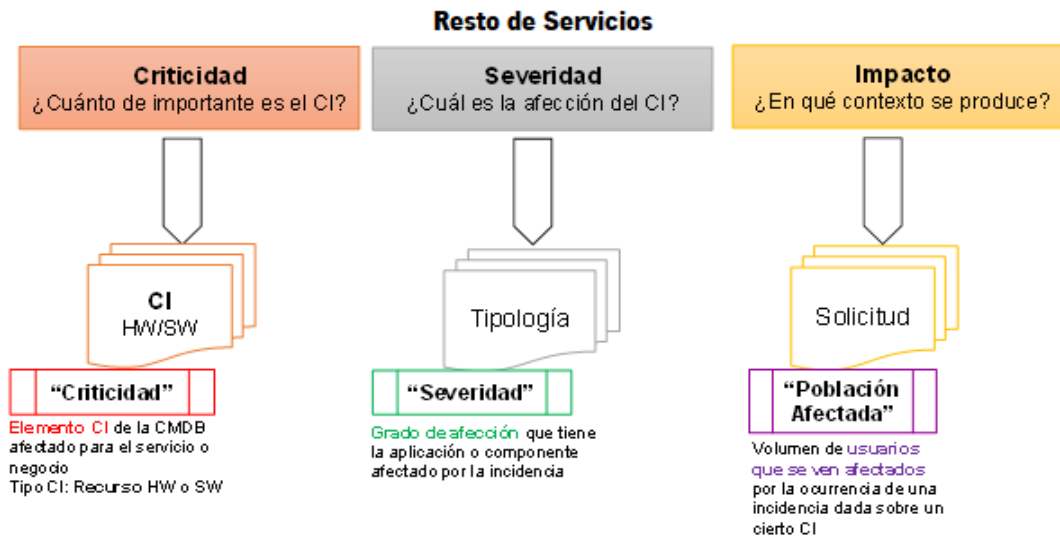 Resto de Servicios
Criticidad
¿Cuánto de importante es el CI?
Severidad
¿Cuál es la afección del CI?
Impacto
¿En qué contexto se produce?
CI
HW/SW
Tipología
Solicitud
“Criticidad”
Elemento CI de la CMDB
afectado para el servicio o
negocio
Tipo CI: Recurso HW o SW
“Severidad”
Grado de afección que tiene
la aplicación o componente
afectado por la incidencia
“Población
Afectada”
Volumen de usuarios
que se ven afectados
por la ocurrencia de una
incidencia dada sobre un
cierto CI